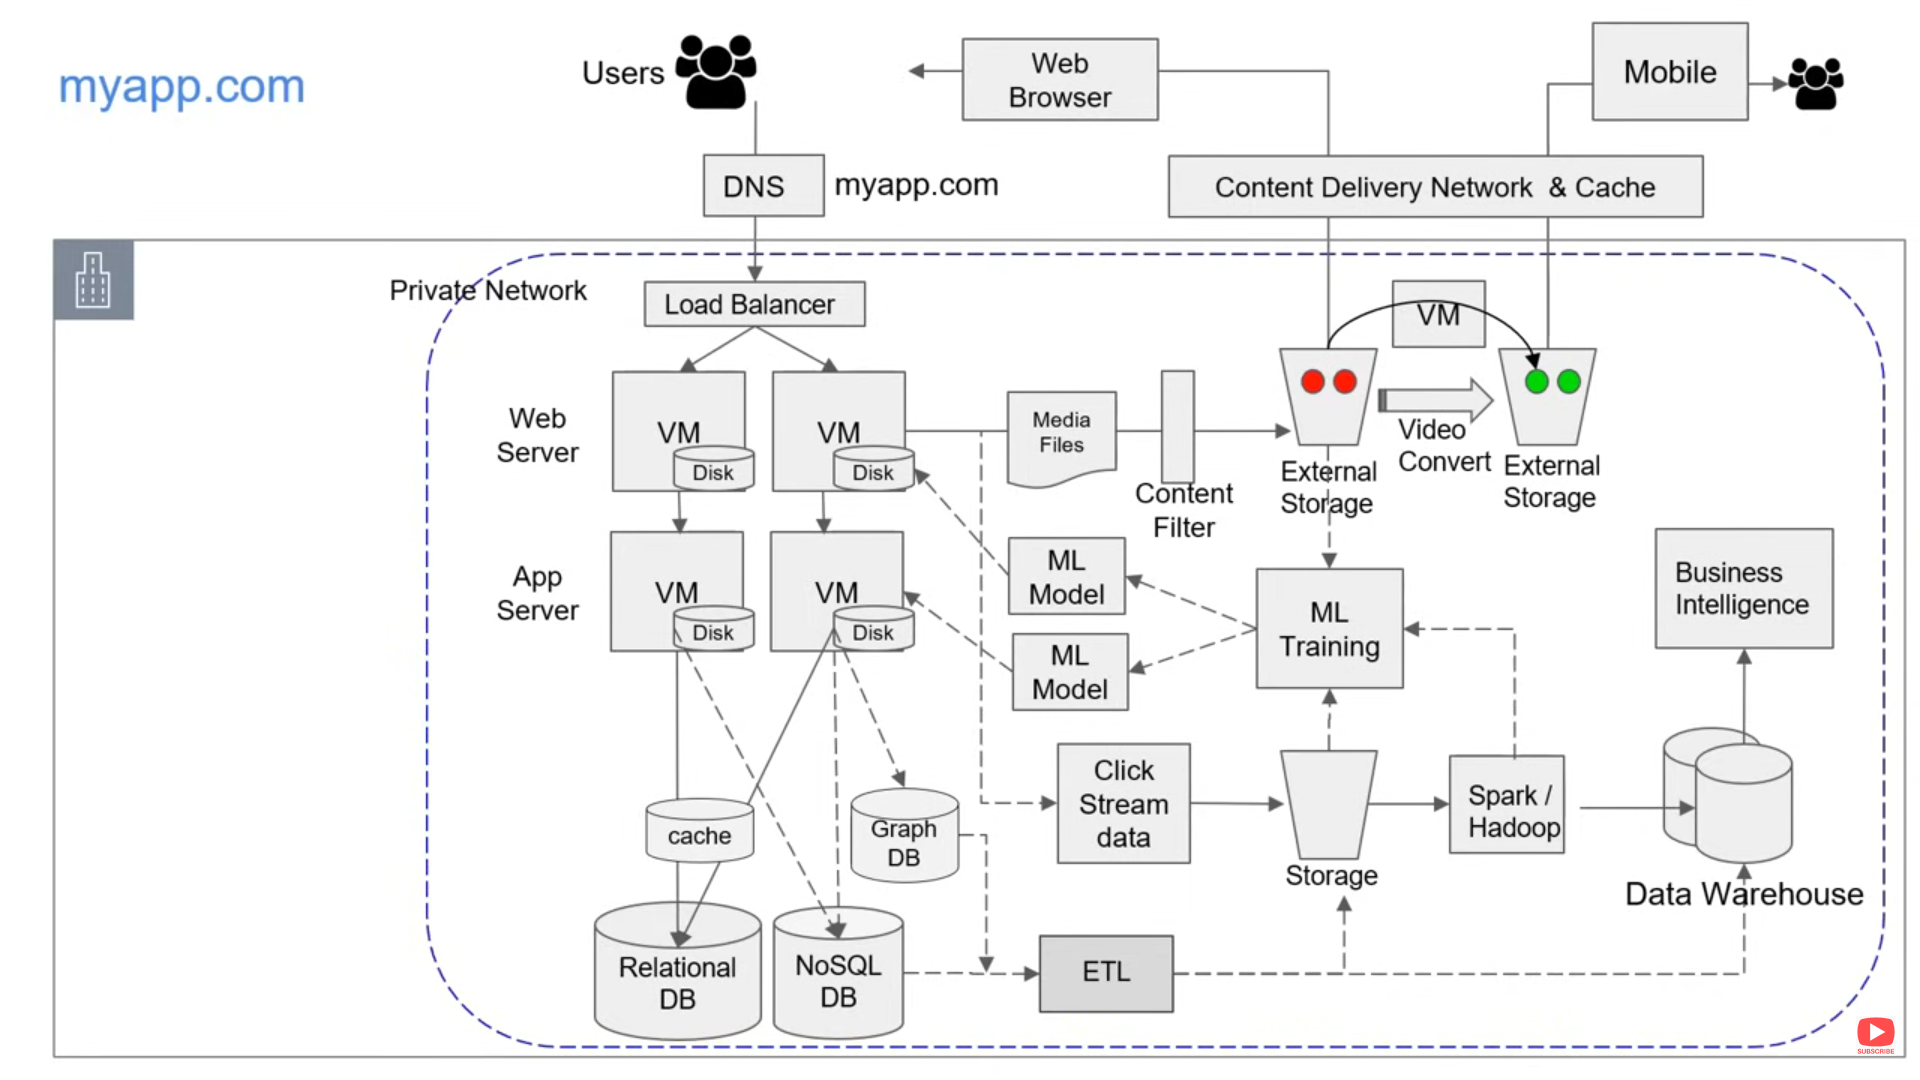 myapp.com
Users
Web
Browser
Mobile
DNS
myapp.com
Content Delivery Network & Cache
Private Network
Load Balancer
VM
Web
Server
VM
Disk
VM
Disk
Media
Files
Content
Filter
External
Storage
Video
Convert
External
Storage
App
Server
VM
Disk
VM
Disk
ML
Model
ML
Model
ML
Training
Business
Intelligence
Click
Stream
data
Storage
Spark /
Hadoop
Data Warehouse
cache
Graph
DB
Relational
DB
NoSQL
DB
ETL
SUBSCRIBE